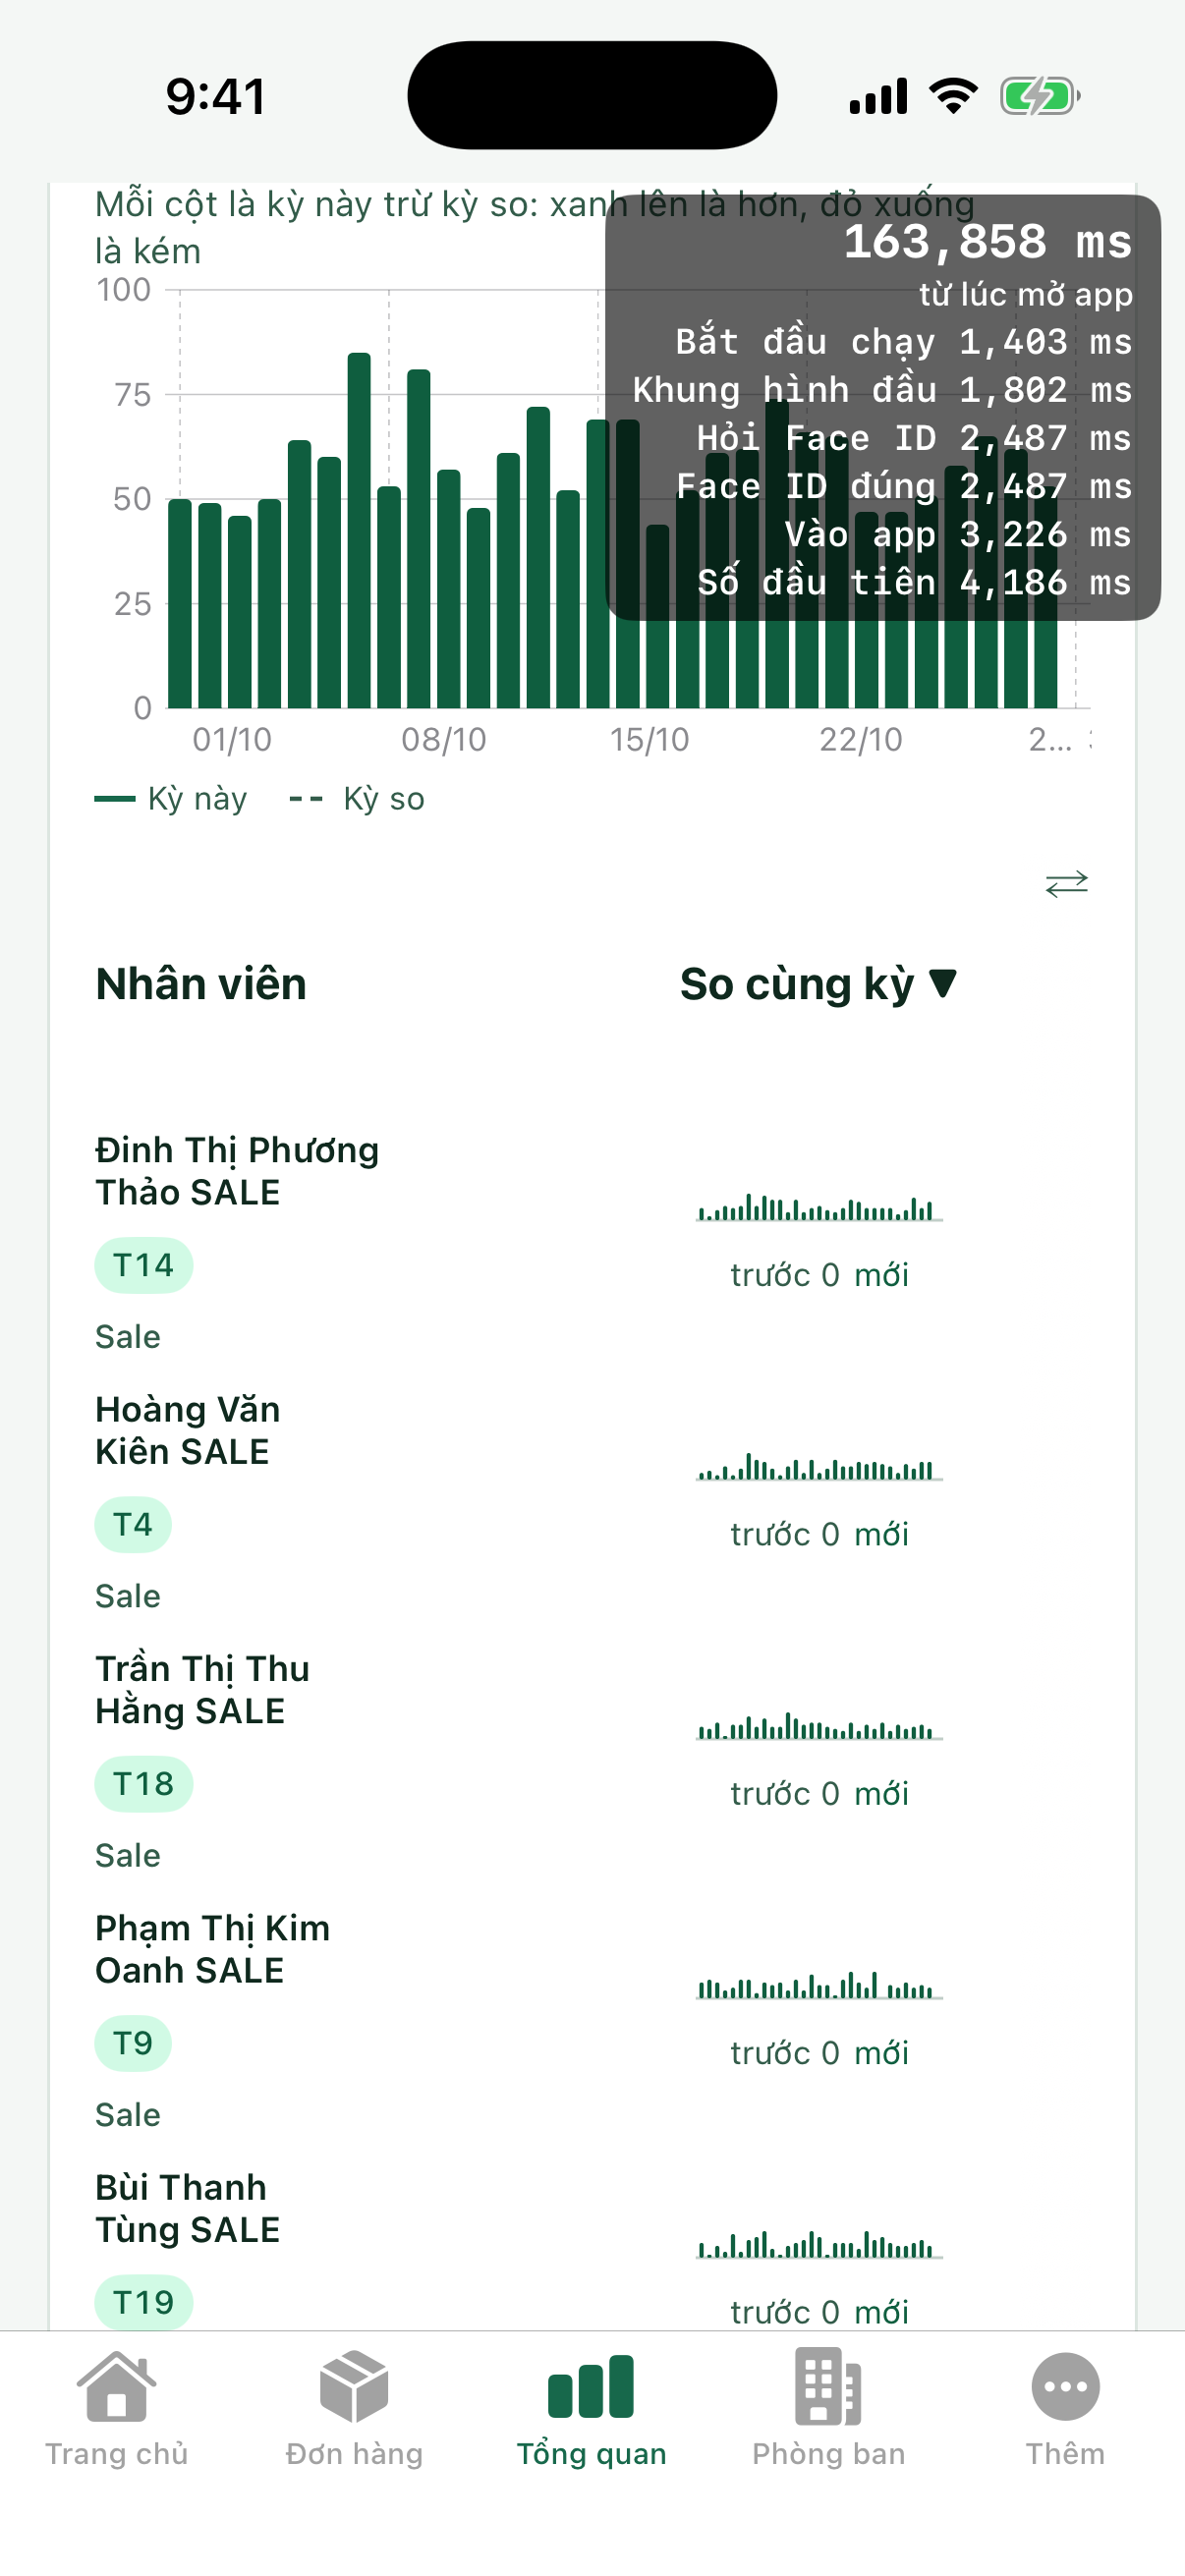 9:41
Mỗi cột là kỳ này trừ kỳ so: xanh lên là hơn, đỏ xuống
là kém
163,858 ms
từ lúc mở app
Bắt đầu chạy 1,403 ms
Khung hình đầu 1,802 ms
Hỏi Face ID 2,487 ms
Face ID đúng 2,487 ms
Vào app 3,226 ms
Số đầu tiên 4,186 ms
100
75
50
25
0
01/10 08/10 15/10 22/10 2...
Kỳ này Kỳ so
Nhân viên So cùng kỳ ▼
Đinh Thị Phương
Thảo SALE
T14
trước 0 mới
Sale
Hoàng Văn
Kiên SALE
T4
trước 0 mới
Sale
Trần Thị Thu
Hằng SALE
T18
trước 0 mới
Sale
Phạm Thị Kim
Oanh SALE
T9
trước 0 mới
Sale
Bùi Thanh
Tùng SALE
T19
trước 0 mới
Trang chủ Đơn hàng Tổng quan Phòng ban Thêm